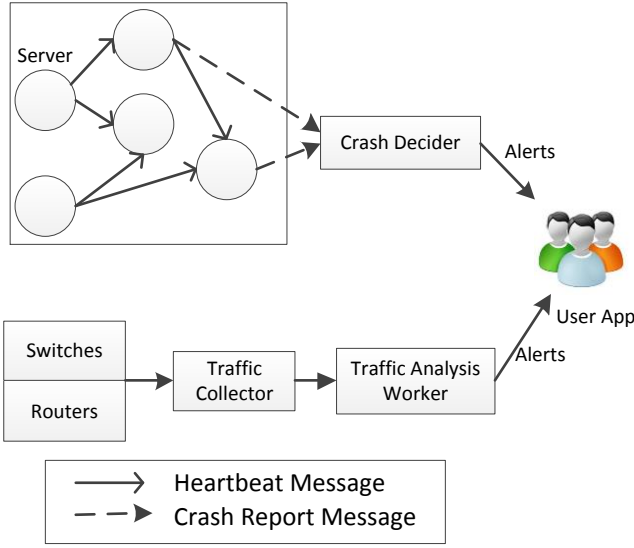 Server
Crash Decider
Alerts
User App
Switches
Routers
Traffic
Collector
Traffic Analysis
Worker
Alerts
Heartbeat Message
Crash Report Message